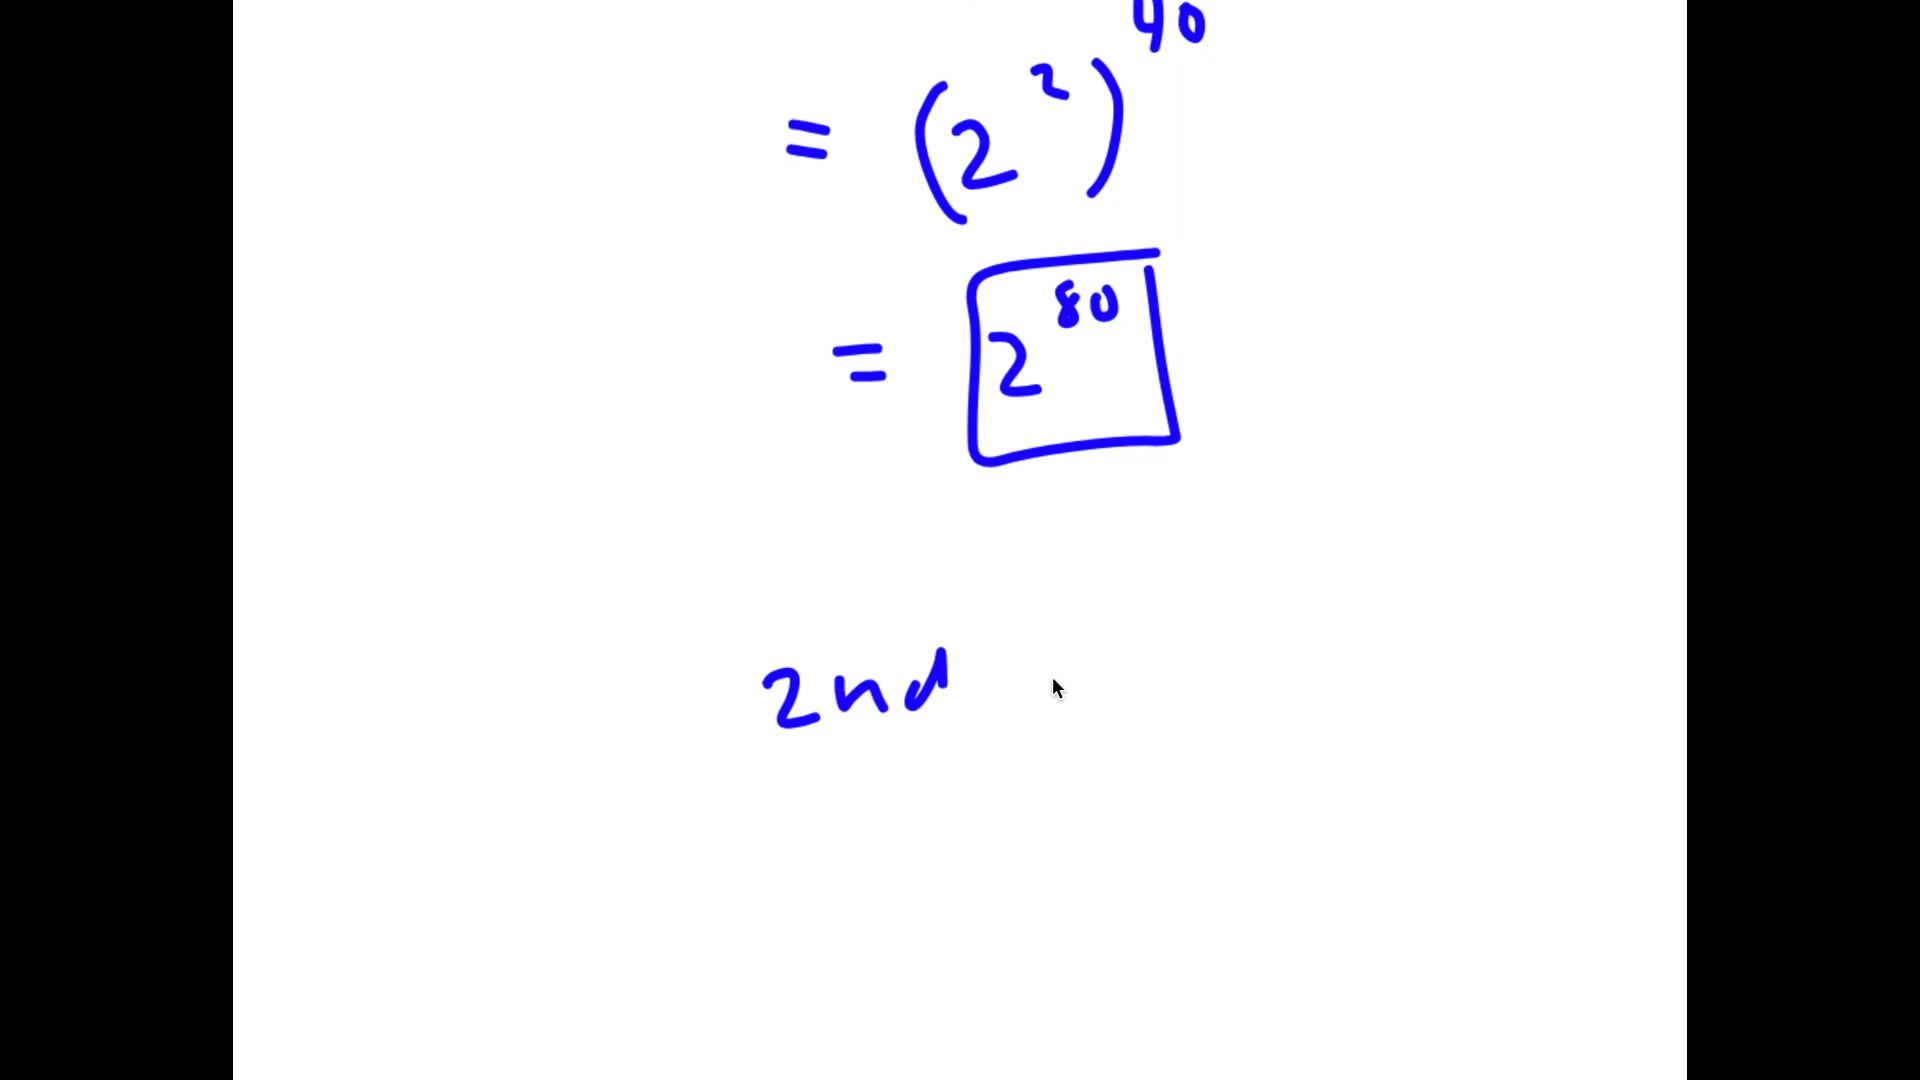 = (2²)⁴⁰
= 2⁸⁰
2nd